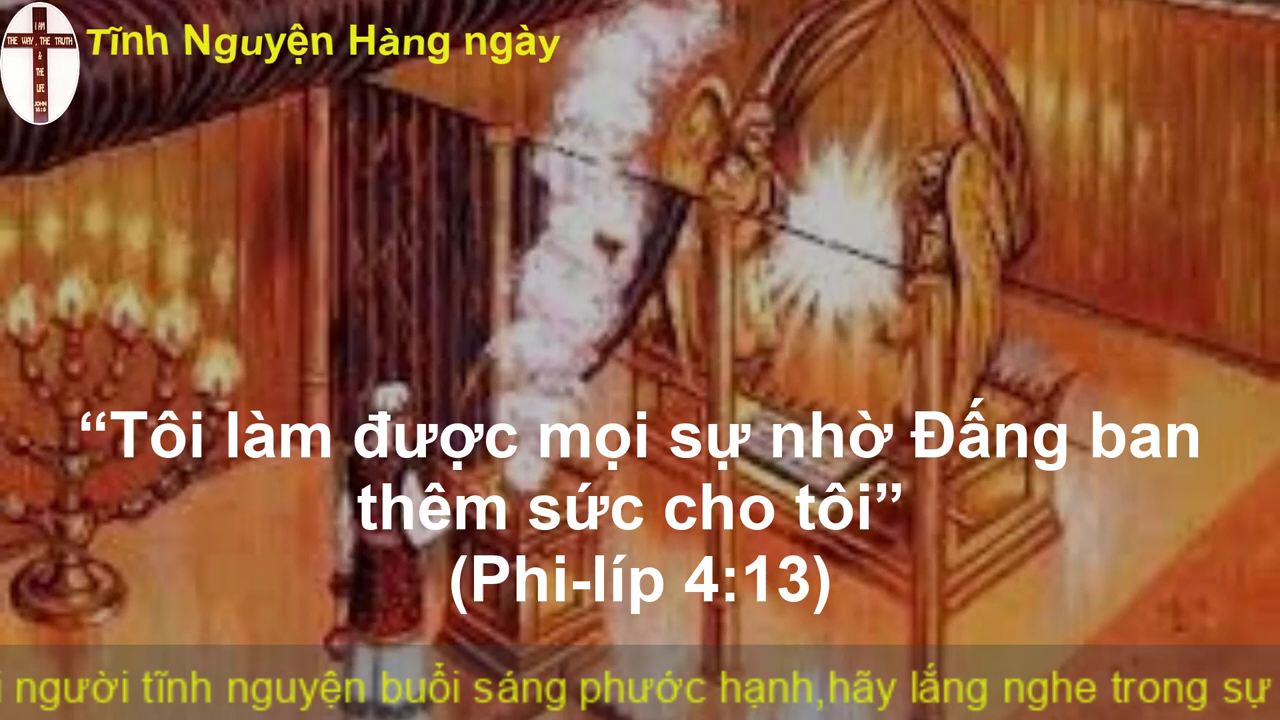 I AM
THE WAY, THE TRUTH
&
THE
LIFE
JOHN
Tĩnh Nguyện Hàng ngày
“Tôi làm được mọi sự nhờ Đấng ban
thêm sức cho tôi”
(Phi-líp 4:13)
i người tĩnh nguyện buổi sáng phước hạnh,hãy lắng nghe trong sự